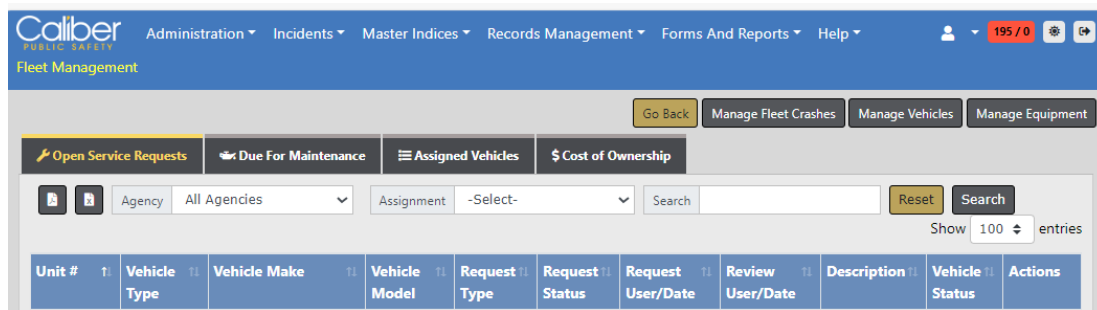 Caliber
PUBLIC SAFETY
Administration Incidents Master Indices Records Management Forms And Reports Help 195 / 0
Fleet Management
Go Back Manage Fleet Crashes Manage Vehicles Manage Equipment
Open Service Requests Due For Maintenance Assigned Vehicles $ Cost of Ownership
Agency All Agencies Assignment -Select- Search Reset Search
Show 100 entries
Unit # Vehicle Type Vehicle Make Vehicle Model Request Type Request Status Request User/Date Review User/Date Description Vehicle Status Actions